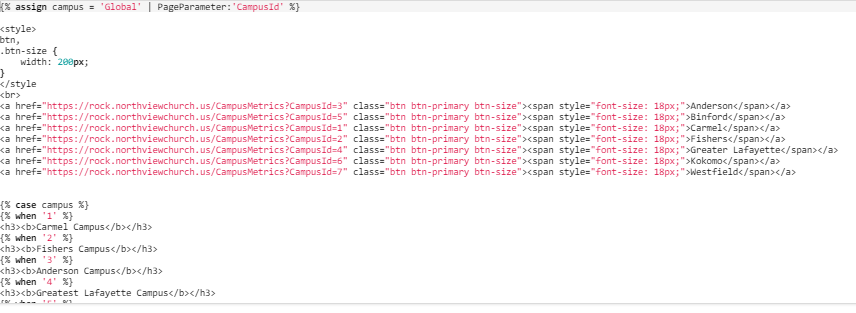 {% assign campus = 'Global' | PageParameter:'CampusId' %}
<style>
btn,
.btn-size {
width: 200px;
}
</style
<br>
<a href="https://rock.northviewchurch.us/CampusMetrics?CampusId=3" class="btn btn-primary btn-size"><span style="font-size: 18px;">Anderson</span></a>
<a href="https://rock.northviewchurch.us/CampusMetrics?CampusId=5" class="btn btn-primary btn-size"><span style="font-size: 18px;">Binford</span></a>
<a href="https://rock.northviewchurch.us/CampusMetrics?CampusId=1" class="btn btn-primary btn-size"><span style="font-size: 18px;">Carmel</span></a>
<a href="https://rock.northviewchurch.us/CampusMetrics?CampusId=2" class="btn btn-primary btn-size"><span style="font-size: 18px;">Fishers</span></a>
<a href="https://rock.northviewchurch.us/CampusMetrics?CampusId=4" class="btn btn-primary btn-size"><span style="font-size: 18px;">Greater Lafayette</span></a>
<a href="https://rock.northviewchurch.us/CampusMetrics?CampusId=6" class="btn btn-primary btn-size"><span style="font-size: 18px;">Kokomo</span></a>
<a href="https://rock.northviewchurch.us/CampusMetrics?CampusId=7" class="btn btn-primary btn-size"><span style="font-size: 18px;">Westfield</span></a>
{% case campus %}
{% when '1' %}
<h3><b>Carmel Campus</b></h3>
{% when '2' %}
<h3><b>Fishers Campus</b></h3>
{% when '3' %}
<h3><b>Anderson Campus</b></h3>
{% when '4' %}
<h3><b>Greatest Lafayette Campus</b></h3>